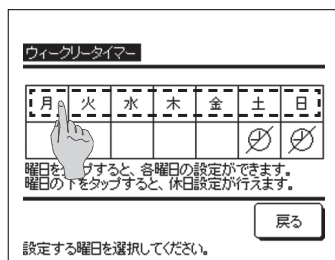 ウィークリータイマー
月 火 水 木 金 土 日
曜日を プすると、各曜日の設定ができます。
曜日の下をタップすると、休日設定が行えます。
戻る
設定する曜日を選択してください。